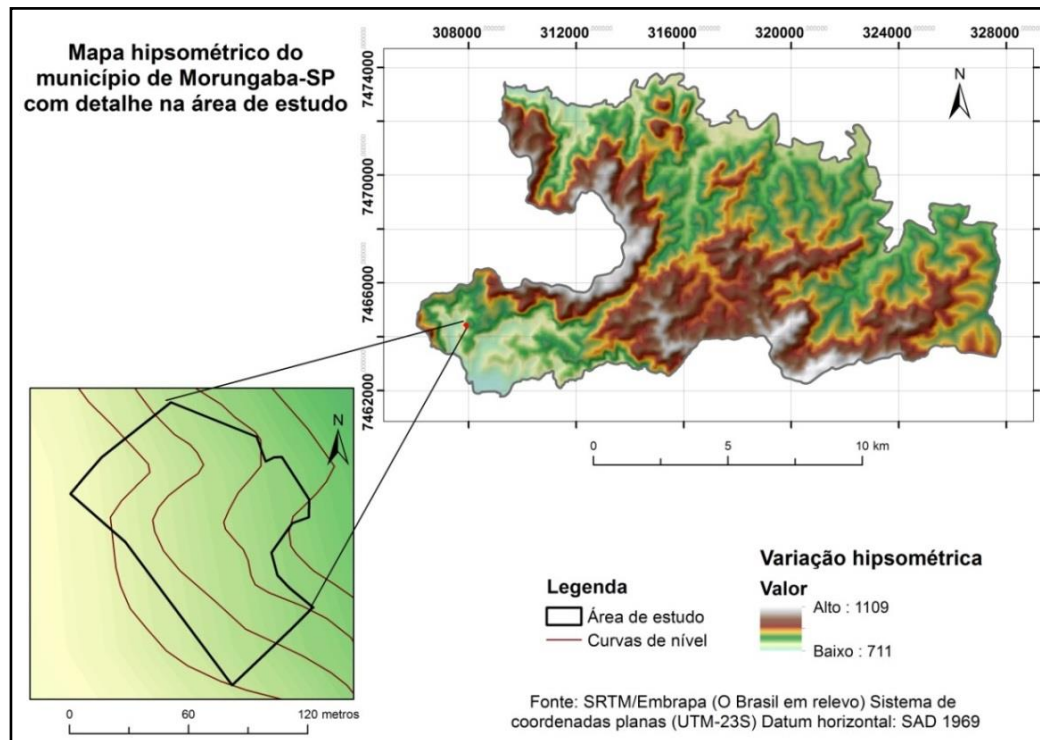 Mapa hipsométrico do
município de Morungaba-SP
com detalhe na área de estudo
308000 312000 316000 320000 324000 328000
7474000
7470000
7466000
7462000
N
0 5 10 km
N
0 60 120 metros
Legenda
Área de estudo
Curvas de nível
Variação hipsométrica
Valor
Alto : 1109
Baixo : 711
Fonte: SRTM/Embrapa (O Brasil em relevo) Sistema de
coordenadas planas (UTM-23S) Datum horizontal: SAD 1969